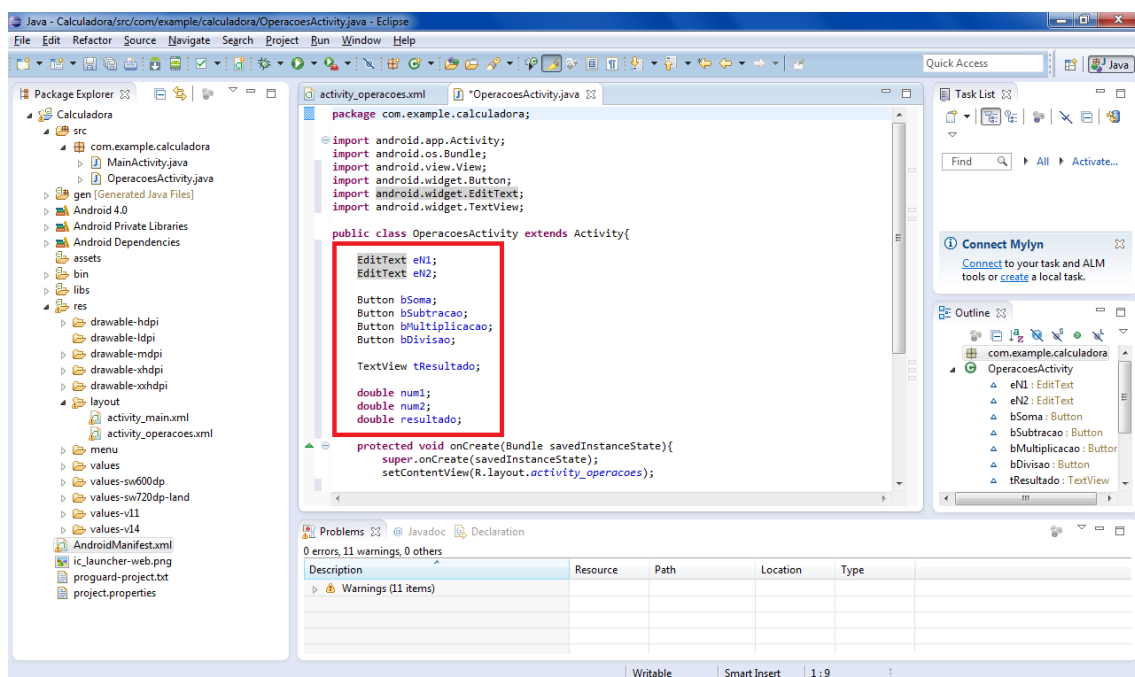 Java - Calculadora/src/com/example/calculadora/OperacoesActivity.java - Eclipse
File Edit Refactor Source Navigate Search Project Run Window Help
Quick Access
Java
Package Explorer
Calculadora
src
com.example.calculadora
MainActivity.java
OperacoesActivity.java
gen [Generated Java Files]
Android 4.0
Android Private Libraries
Android Dependencies
assets
bin
libs
res
drawable-hdpi
drawable-ldpi
drawable-mdpi
drawable-xhdpi
drawable-xxhdpi
layout
activity_main.xml
activity_operacoes.xml
menu
values
values-sw600dp
values-sw720dp-land
values-v11
values-v14
AndroidManifest.xml
ic_launcher-web.png
proguard-project.txt
project.properties
activity_operacoes.xml
*OperacoesActivity.java
package com.example.calculadora;
import android.app.Activity;
import android.os.Bundle;
import android.view.View;
import android.widget.Button;
import android.widget.EditText;
import android.widget.TextView;
public class OperacoesActivity extends Activity{
EditText eN1;
EditText eN2;
Button bSoma;
Button bSubtracao;
Button bMultiplicacao;
Button bDivisao;
TextView tResultado;
double num1;
double num2;
double resultado;
protected void onCreate(Bundle savedInstanceState){
super.onCreate(savedInstanceState);
setContentView(R.layout.activity_operacoes);
Task List
Find All Activate...
Connect Mylyn
Connect to your task and ALM
tools or create a local task.
Outline
com.example.calculadora
OperacoesActivity
eN1 : EditText
eN2 : EditText
bSoma : Button
bSubtracao : Button
bMultiplicacao : Button
bDivisao : Button
tResultado : TextView
Problems @ Javadoc Declaration
0 errors, 11 warnings, 0 others
Description Resource Path Location Type
Warnings (11 items)
Writable Smart Insert 1 : 9